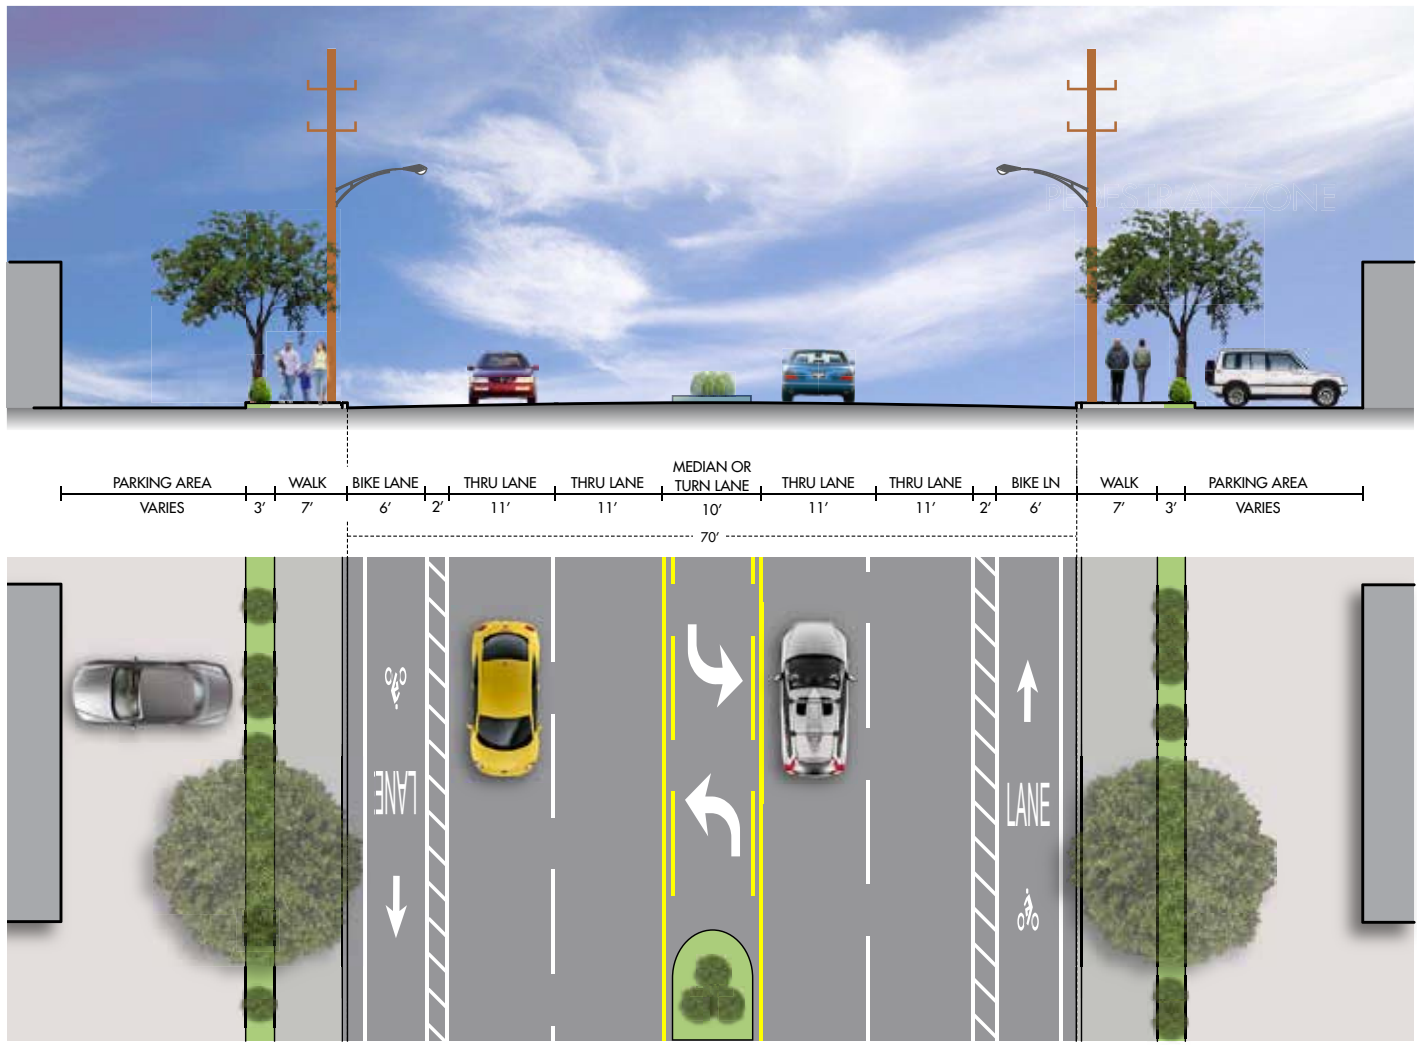 PEDESTRIAN ZONE
MEDIAN OR
PARKING AREA WALK BIKE LANE THRU LANE THRU LANE TURN LANE THRU LANE THRU LANE BIKE LN WALK PARKING AREA
VARIES 3’ 7’ 6’ 2’ 11’ 11’ 10’ 11’ 11’ 2’ 6’ 7’ 3’ VARIES
70’
LANE LANE